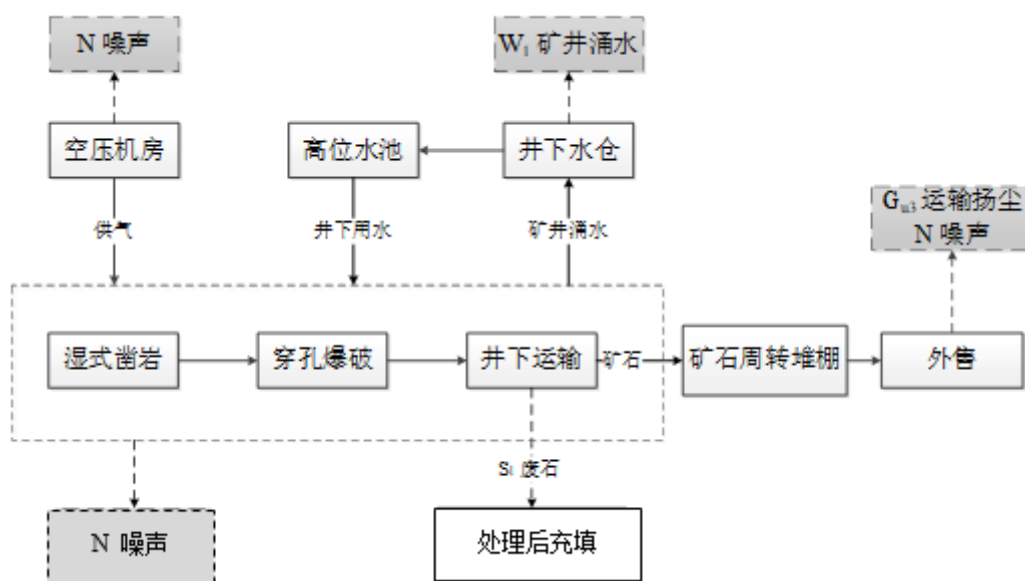 N 噪声
W₁ 矿井涌水
空压机房
高位水池
井下水仓
供气
井下用水
矿井涌水
Gu3 运输扬尘
N 噪声
湿式凿岩
穿孔爆破
井下运输
矿石
矿石周转堆棚
外售
S₁ 废石
N 噪声
处理后充填